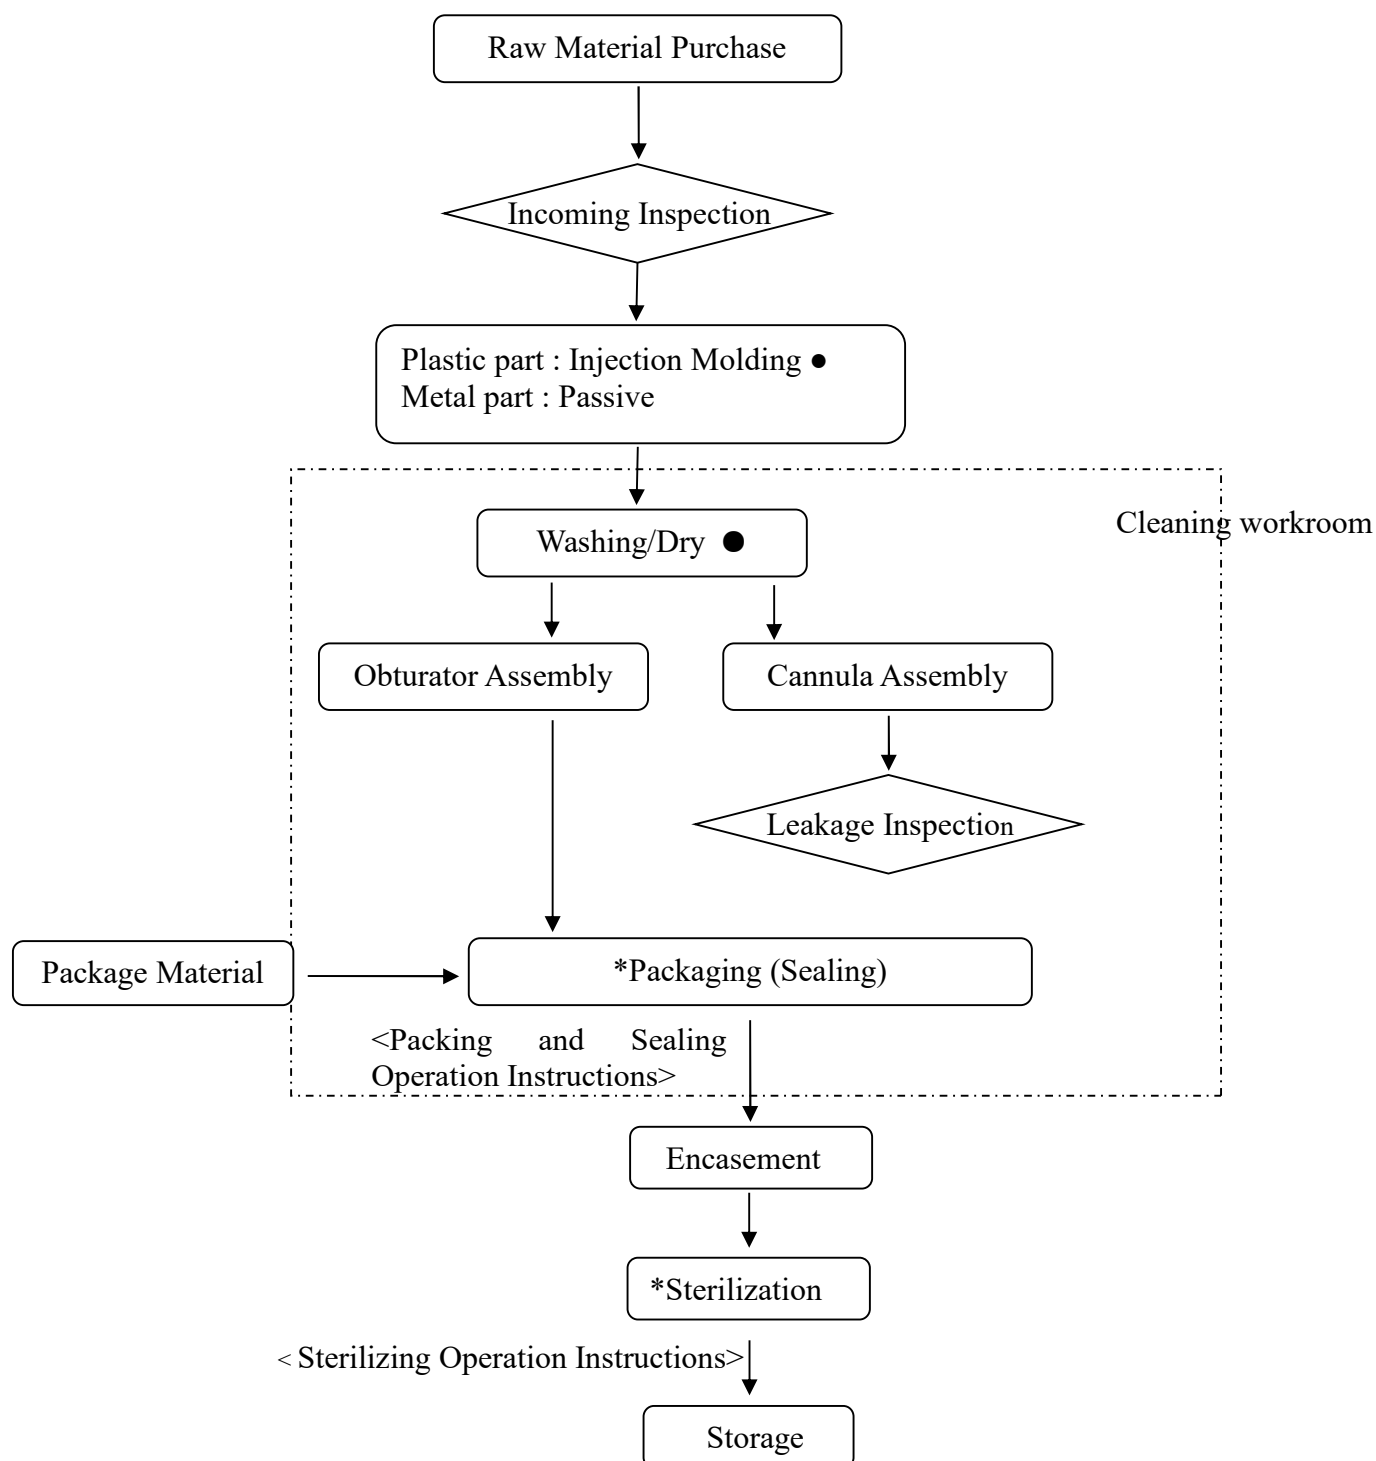 Raw Material Purchase
Incoming Inspection
Plastic part : Injection Molding ●
Metal part : Passive
Cleaning workroom
Washing/Dry ●
Obturator Assembly
Cannula Assembly
Leakage Inspection
Package Material
*Packaging (Sealing)
<Packing and Sealing
Operation Instructions>
Encasement
*Sterilization
< Sterilizing Operation Instructions>
Storage